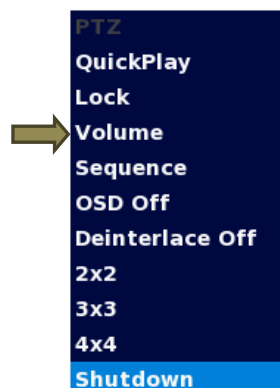 PTZ
QuickPlay
Lock
Volume
Sequence
OSD Off
Deinterlace Off
2x2
3x3
4x4
Shutdown